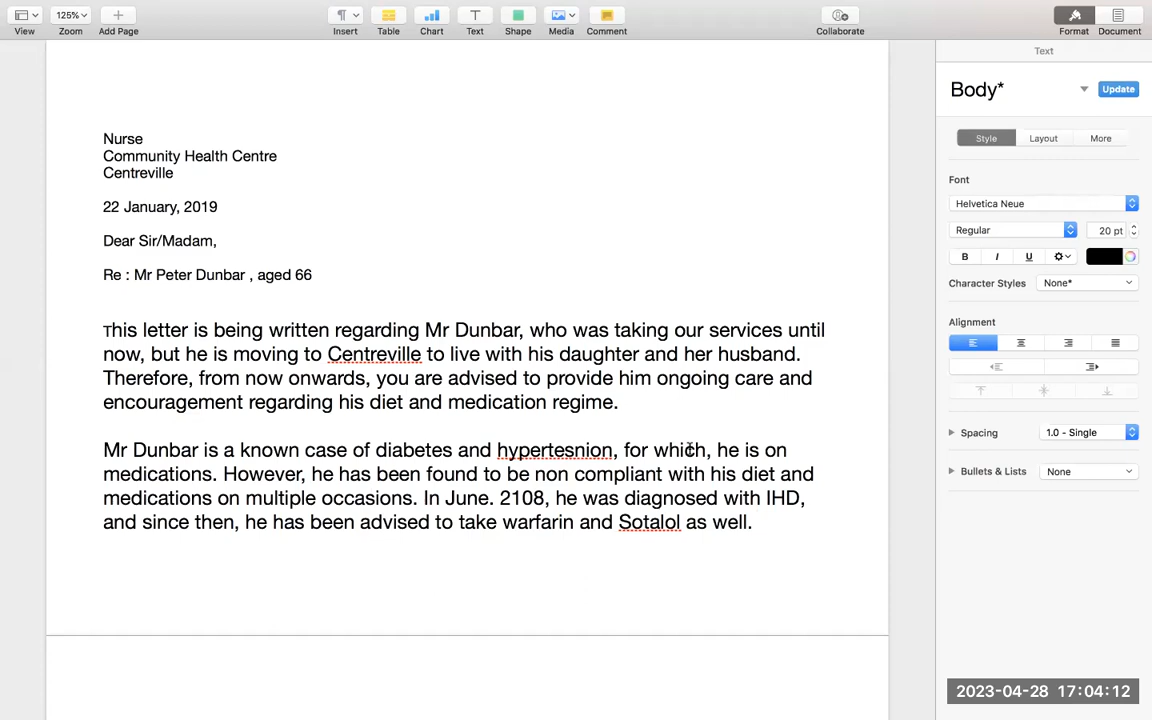 125%
View
Zoom
Add Page
Insert
Table
Chart
Text
Shape
Media
Comment
Collaborate
Format
Document
Text
Body*
Update
Style
Layout
More
Font
Helvetica Neue
Regular
20 pt
B I U
Character Styles
None*
Alignment
Spacing
1.0 - Single
Bullets & Lists
None
Nurse
Community Health Centre
Centreville
22 January, 2019
Dear Sir/Madam,
Re : Mr Peter Dunbar , aged 66
This letter is being written regarding Mr Dunbar, who was taking our services until
now, but he is moving to Centreville to live with his daughter and her husband.
Therefore, from now onwards, you are advised to provide him ongoing care and
encouragement regarding his diet and medication regime.
Mr Dunbar is a known case of diabetes and hypertesnion, for which, he is on
medications. However, he has been found to be non compliant with his diet and
medications on multiple occasions. In June. 2108, he was diagnosed with IHD,
and since then, he has been advised to take warfarin and Sotalol as well.
2023-04-28 17:04:12